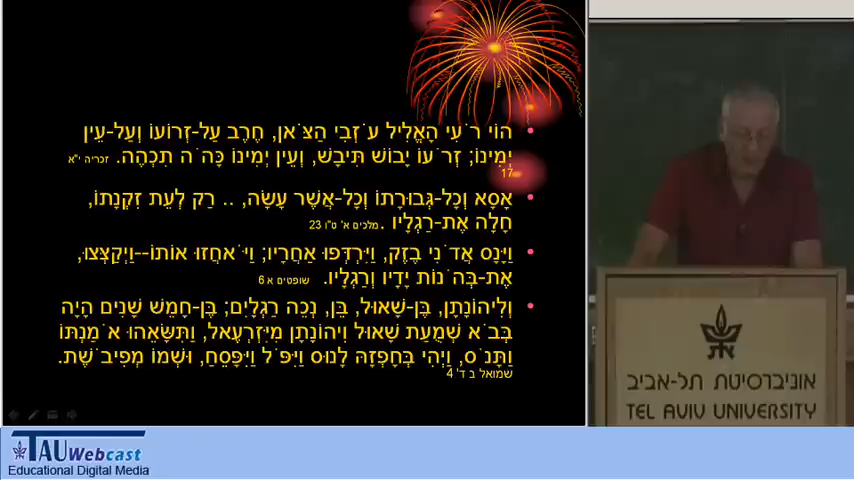 הוֹי רֹעִי הָאֱלִיל עֹזְבִי הַצֹּאן, חֶרֶב עַל-זְרוֹעוֹ וְעַל-עֵין
יְמִינוֹ; זְרֹעוֹ יָבוֹשׁ תִּיבָשׁ, וְעֵין יְמִינוֹ כָּהֹה תִכְהֶה. זכריה י"א
17
אָסָא וְכָל-גְּבוּרָתוֹ וְכָל-אֲשֶׁר עָשָׂה, .. רַק לְעֵת זִקְנָתוֹ,
חָלָה אֶת-רַגְלָיו. מלכים א' ט"ו 23
וַיָּנָס אֲדֹנִי בֶזֶק, וַיִּרְדְּפוּ אַחֲרָיו; וַיֹּאחֲזוּ אוֹתוֹ--וַיְקַצְּצוּ,
אֶת-בְּהֹנוֹת יָדָיו וְרַגְלָיו. שופטים א 6
וְלִיהוֹנָתָן, בֶּן-שָׁאוּל, בֵּן, נְכֵה רַגְלָיִם; בֶּן-חָמֵשׁ שָׁנִים הָיָה
בְּבֹא שְׁמֻעַת שָׁאוּל וִיהוֹנָתָן מִיִּזְרְעֶאל, וַתִּשָּׂאֵהוּ אֹמַנְתּוֹ
וַתָּנֹס, וַיְהִי בְּחָפְזָהּ לָנוּס וַיִּפֹּל וַיִּפָּסֵחַ, וּשְׁמוֹ מְפִיבֹשֶׁת.
שמואל ב ד' 4
אוניברסיטת תל-אביב
TEL AVIV UNIVERSITY
TAU Webcast
Educational Digital Media